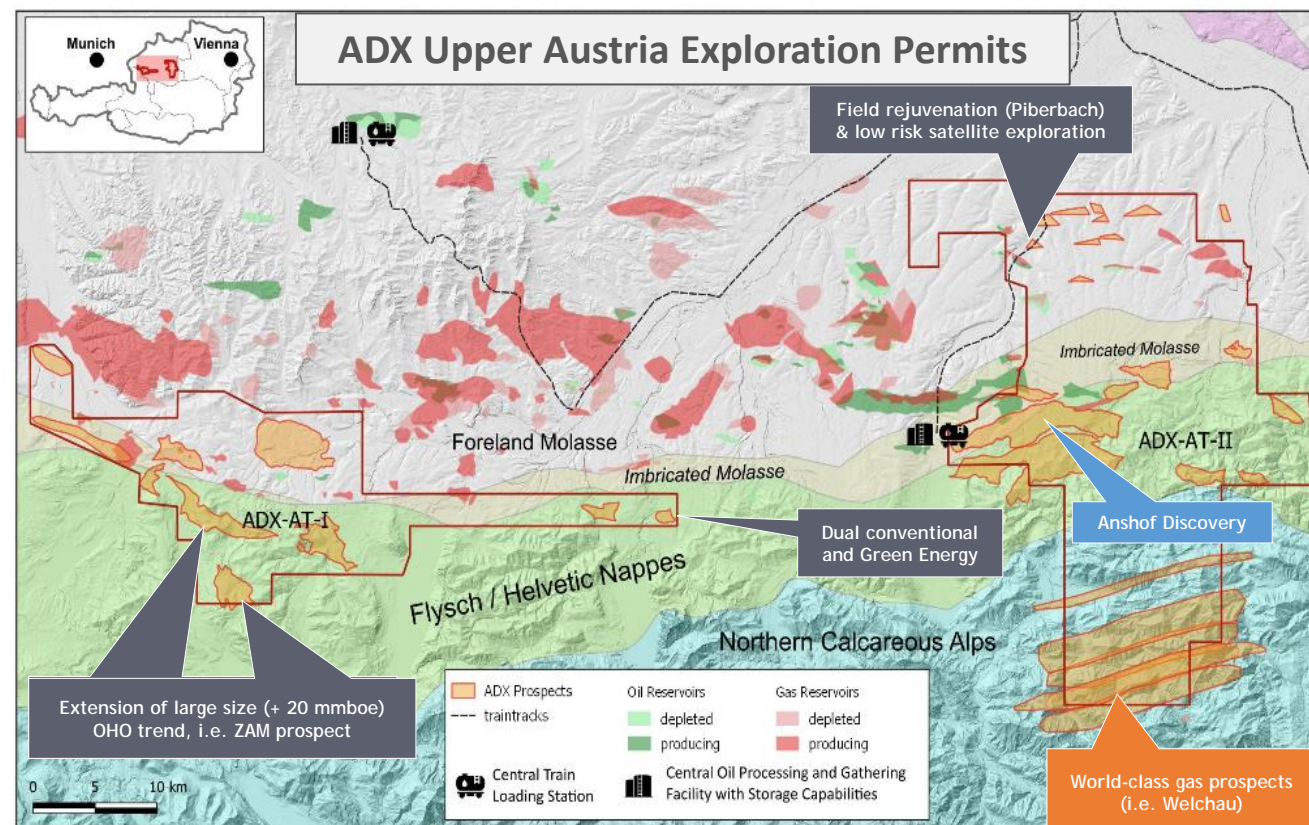 ADX Upper Austria Exploration Permits
Munich
Vienna
Field rejuvenation (Piberbach)
& low risk satellite exploration
Imbricated Molasse
Foreland Molasse
Imbricated Molasse
ADX-AT-II
ADX-AT-I
Anshof Discovery
Dual conventional
and Green Energy
Flysch / Helvetic Nappes
Northern Calcareous Alps
Extension of large size (+ 20 mmboe)
OHO trend, i.e. ZAM prospect
World-class gas prospects
(i.e. Welchau)
ADX Prospects
traintracks
Oil Reservoirs
depleted
producing
Gas Reservoirs
depleted
producing
Central Train
Loading Station
Central Oil Processing and Gathering
Facility with Storage Capabilities
0 5 10 km